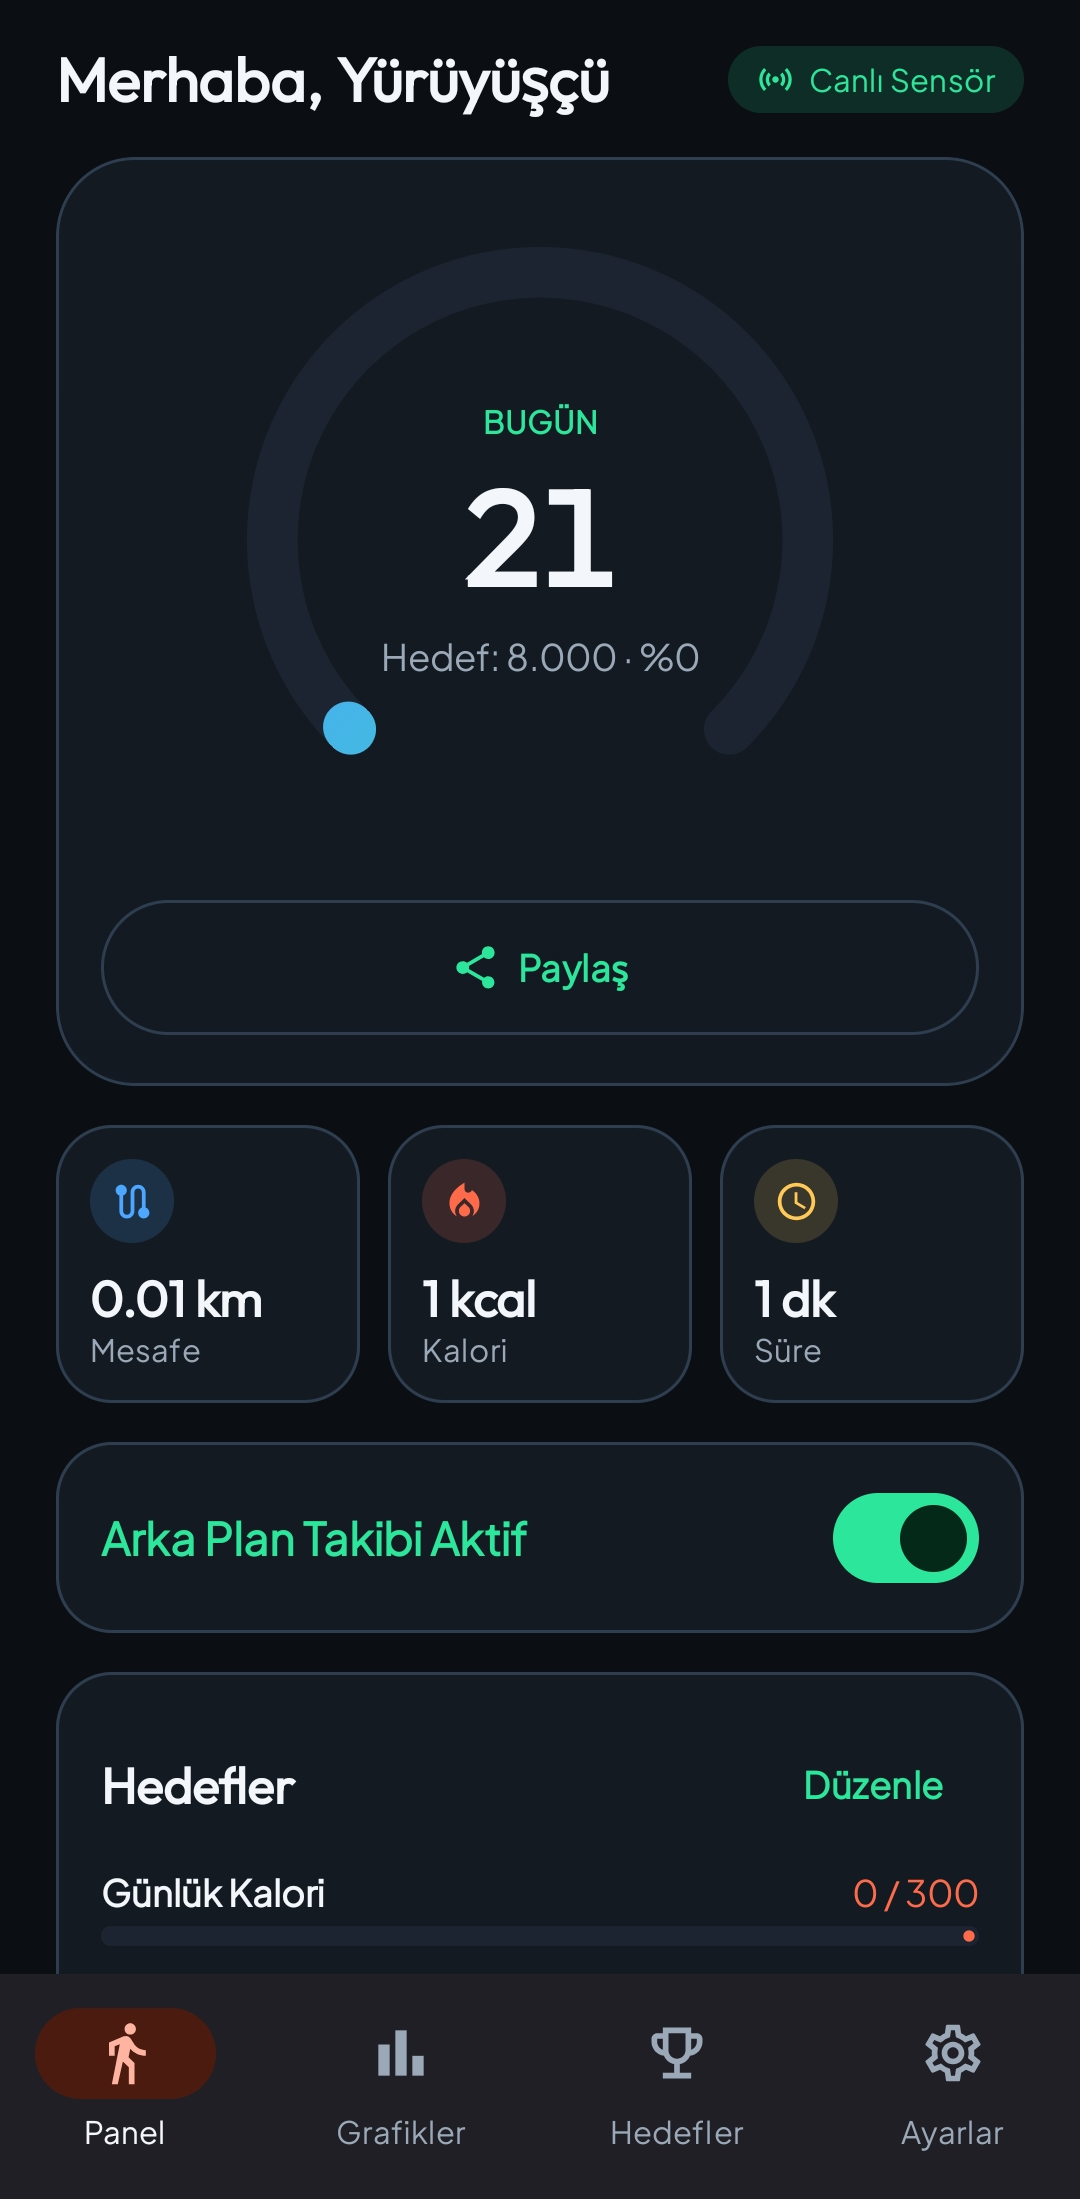 Merhaba, Yürüyüşçü
Canlı Sensör
BUGÜN
21
Hedef: 8.000 · %0
Paylaş
0.01 km
Mesafe
1 kcal
Kalori
1 dk
Süre
Arka Plan Takibi Aktif
Hedefler
Düzenle
Günlük Kalori
0 / 300
Panel
Grafikler
Hedefler
Ayarlar